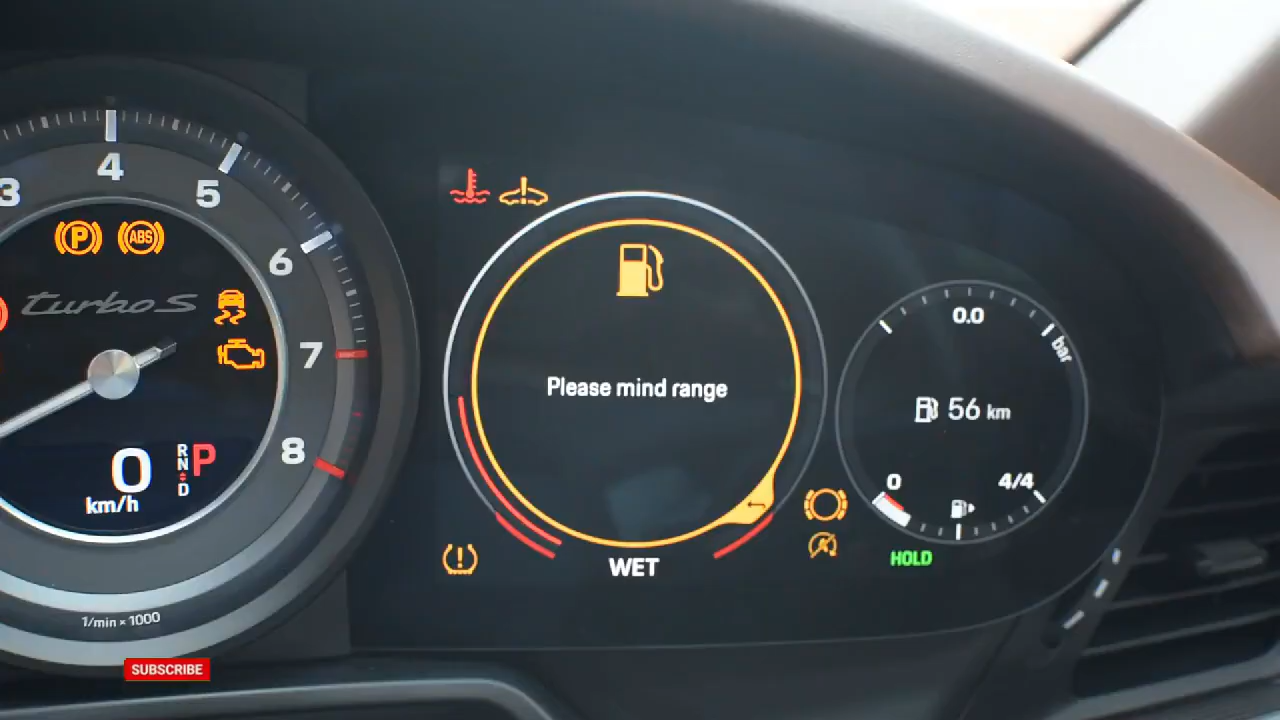 3
4
5
6
7
8
P
ABS
turbo S
0
km/h
R
N
D
P
1/min × 1000
Please mind range
WET
0.0
bar
56 km
0
4/4
HOLD
A
SUBSCRIBE